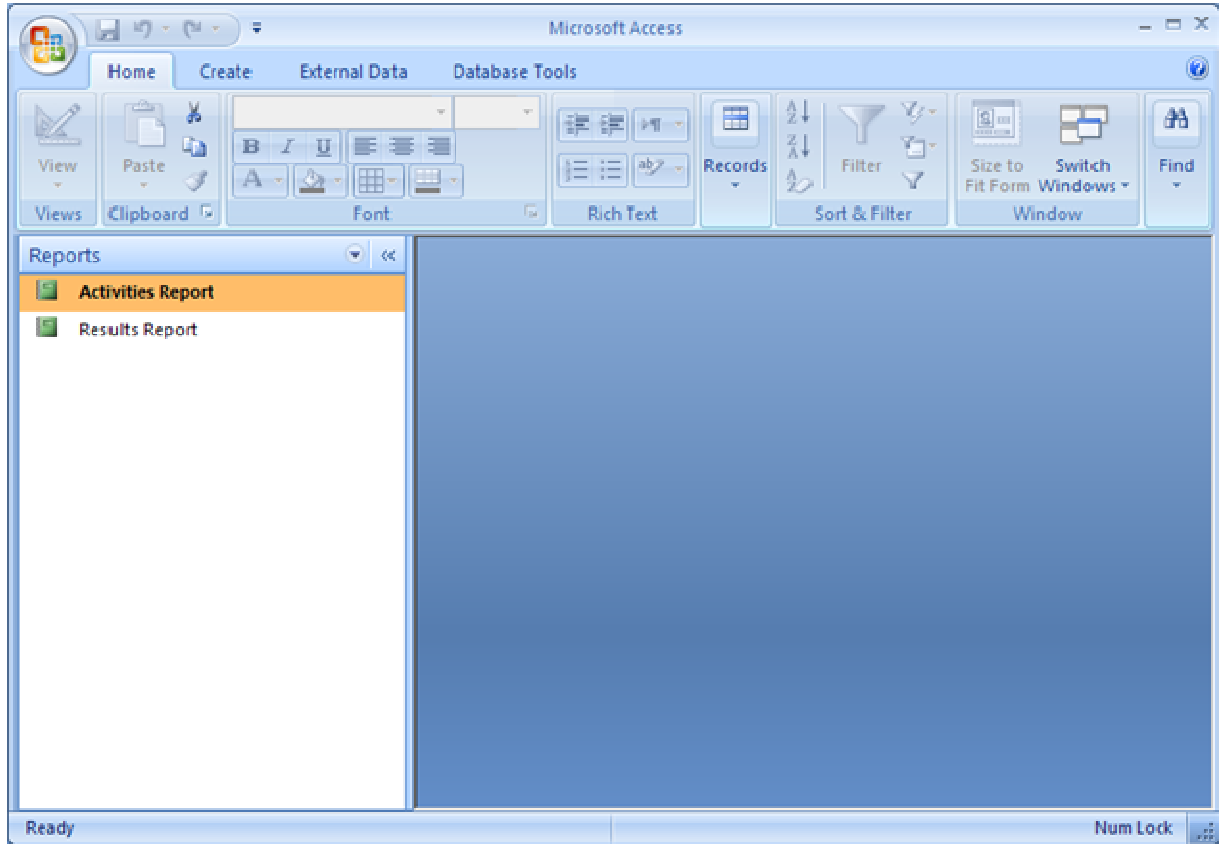 Microsoft Access
Home Create External Data Database Tools
View Paste B I U A ab Records A Z Z A A Z Filter Size to Fit Form Switch Windows Find
Views Clipboard Font Rich Text Sort & Filter Window
Reports
Activities Report
Results Report
Ready Num Lock